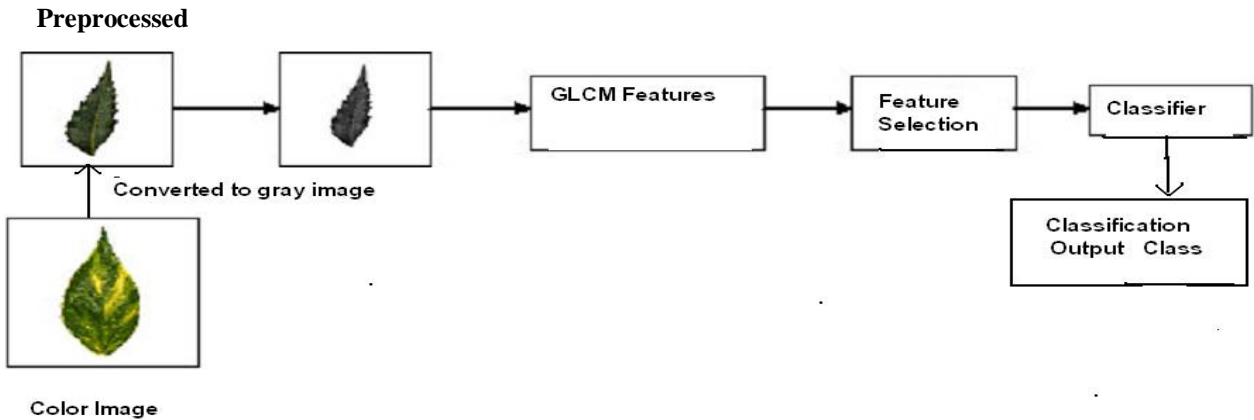 Preprocessed
GLCM Features
Feature
Selection
Classifier
Converted to gray image
Classification
Output Class
Color Image